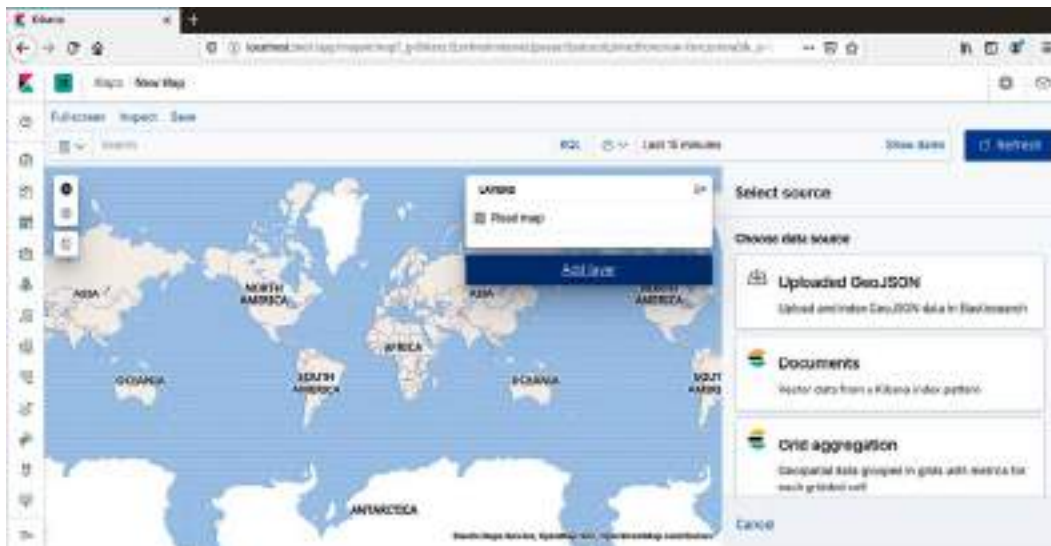 Kibana
Maps New Map
Full screen Inspect Save
Search KQL Last 15 minutes Show dates Refresh
LAYERS
Road map
Add layer
ASIA
NORTH
AMERICA
ASIA
NORTH
AMERICA
AFRICA
OCEANIA
SOUTH
AMERICA
OCEANIA
ANTARCTICA
Select source
Choose data source
Uploaded GeoJSON
Upload and index GeoJSON data in Elasticsearch
Documents
Vector data from a Kibana index pattern
Grid aggregation
Geospatial data grouped in grids with metrics for
each gridded cell
Cancel